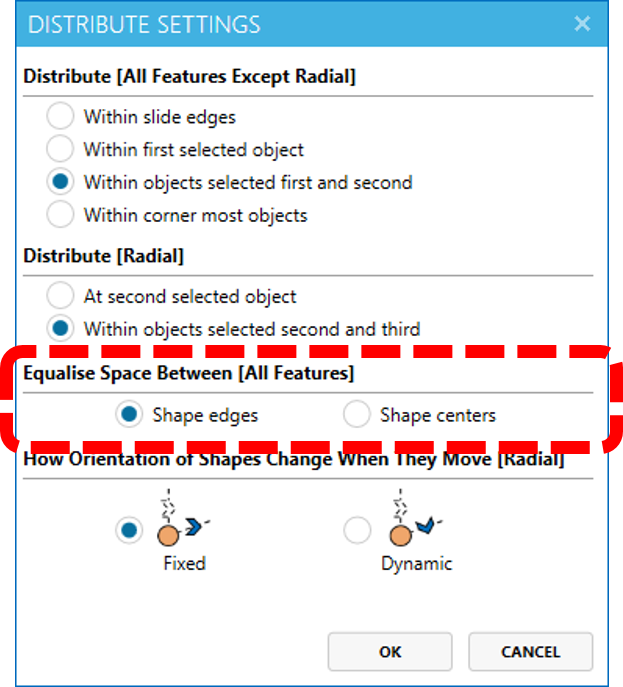 DISTRIBUTE SETTINGS
Distribute [All Features Except Radial]
Within slide edges
Within first selected object
Within objects selected first and second
Within corner most objects
Distribute [Radial]
At second selected object
Within objects selected second and third
Equalise Space Between [All Features]
Shape edges Shape centers
How Orientation of Shapes Change When They Move [Radial]
Fixed Dynamic
OK CANCEL